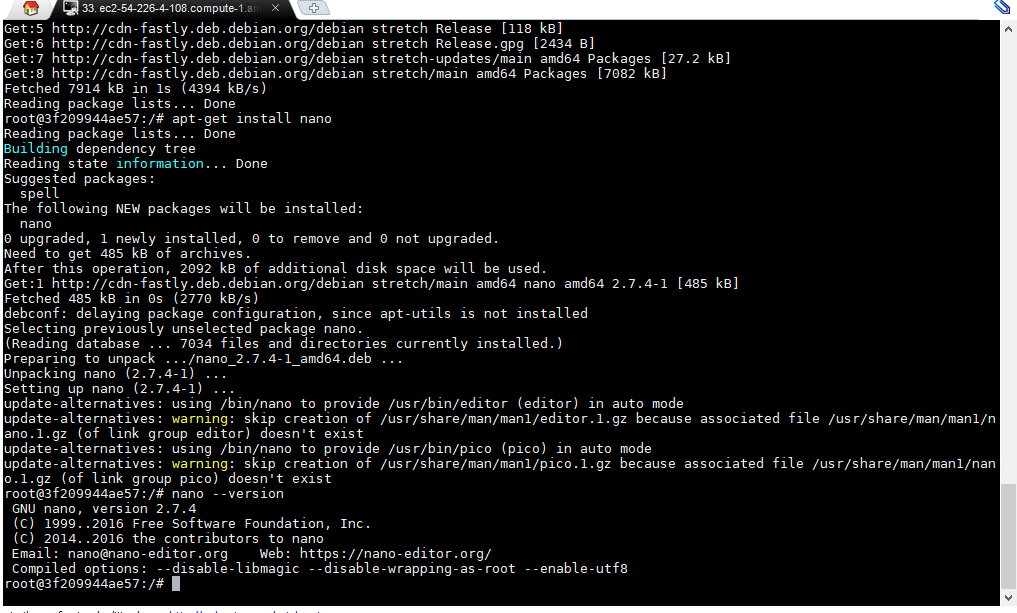 33. ec2-54-226-4-108.compute-1.am
Get:5 http://cdn-fastly.deb.debian.org/debian stretch Release [118 kB]
Get:6 http://cdn-fastly.deb.debian.org/debian stretch Release.gpg [2434 B]
Get:7 http://cdn-fastly.deb.debian.org/debian stretch-updates/main amd64 Packages [27.2 kB]
Get:8 http://cdn-fastly.deb.debian.org/debian stretch/main amd64 Packages [7082 kB]
Fetched 7914 kB in 1s (4394 kB/s)
Reading package lists... Done
root@3f209944ae57:/# apt-get install nano
Reading package lists... Done
Building dependency tree
Reading state information... Done
Suggested packages:
  spell
The following NEW packages will be installed:
  nano
0 upgraded, 1 newly installed, 0 to remove and 0 not upgraded.
Need to get 485 kB of archives.
After this operation, 2092 kB of additional disk space will be used.
Get:1 http://cdn-fastly.deb.debian.org/debian stretch/main amd64 nano amd64 2.7.4-1 [485 kB]
Fetched 485 kB in 0s (2770 kB/s)
debconf: delaying package configuration, since apt-utils is not installed
Selecting previously unselected package nano.
(Reading database ... 7034 files and directories currently installed.)
Preparing to unpack .../nano_2.7.4-1_amd64.deb ...
Unpacking nano (2.7.4-1) ...
Setting up nano (2.7.4-1) ...
update-alternatives: using /bin/nano to provide /usr/bin/editor (editor) in auto mode
update-alternatives: warning: skip creation of /usr/share/man/man1/editor.1.gz because associated file /usr/share/man/man1/n
ano.1.gz (of link group editor) doesn't exist
update-alternatives: using /bin/nano to provide /usr/bin/pico (pico) in auto mode
update-alternatives: warning: skip creation of /usr/share/man/man1/pico.1.gz because associated file /usr/share/man/man1/nan
o.1.gz (of link group pico) doesn't exist
root@3f209944ae57:/# nano --version
 GNU nano, version 2.7.4
 (C) 1999..2016 Free Software Foundation, Inc.
 (C) 2014..2016 the contributors to nano
 Email: nano@nano-editor.org    Web: https://nano-editor.org/
 Compiled options: --disable-libmagic --disable-wrapping-as-root --enable-utf8
root@3f209944ae57:/#